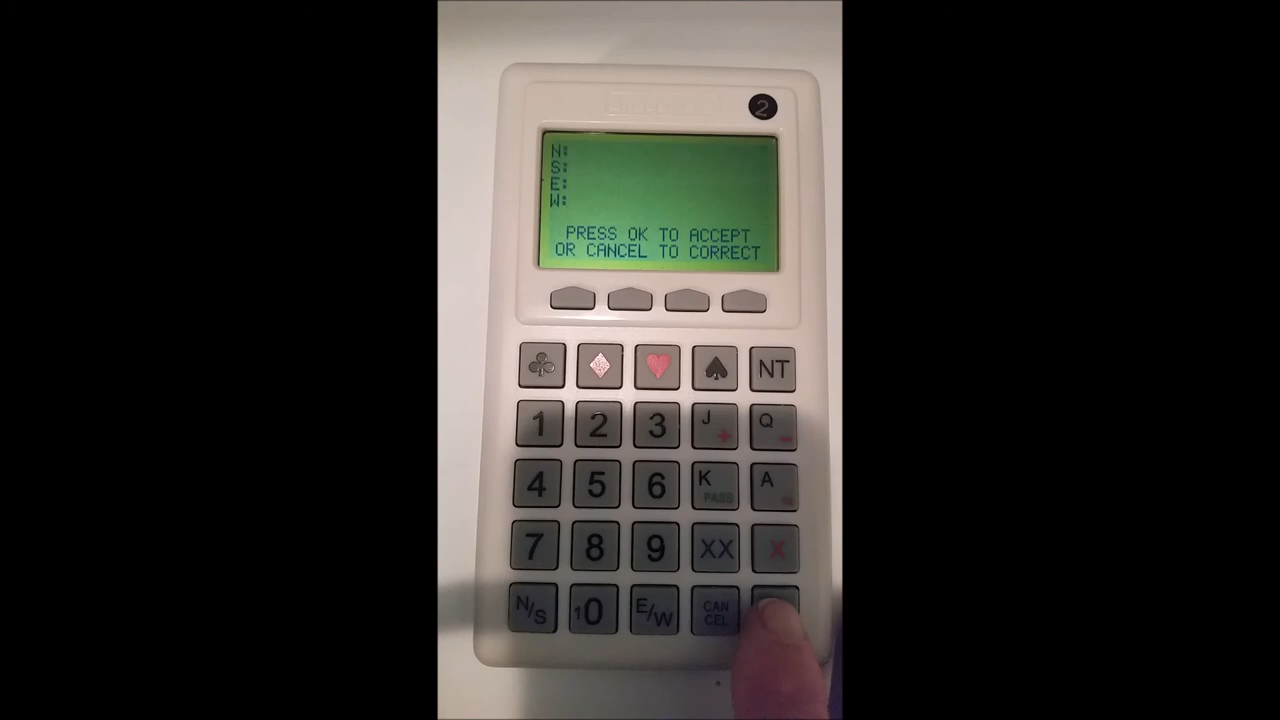 2
N:
S:
E:
W:
PRESS OK TO ACCEPT
OR CANCEL TO CORRECT
NT
1 2 3 J + Q -
4 5 6 K PASS A =
7 8 9 XX X
N/S 10 E/W CAN
CEL